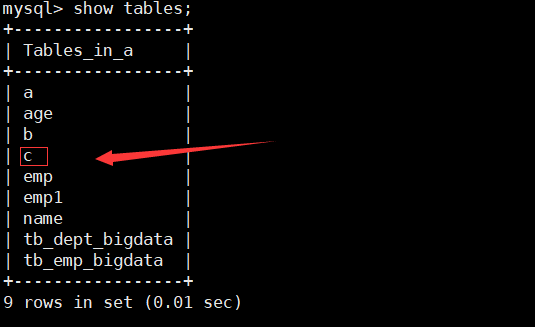 mysql> show tables;
+-----------------+
| Tables_in_a     |
+-----------------+
| a               |
| age             |
| b               |
| c               |
| emp             |
| emp1            |
| name            |
| tb_dept_bigdata |
| tb_emp_bigdata  |
+-----------------+
9 rows in set (0.01 sec)